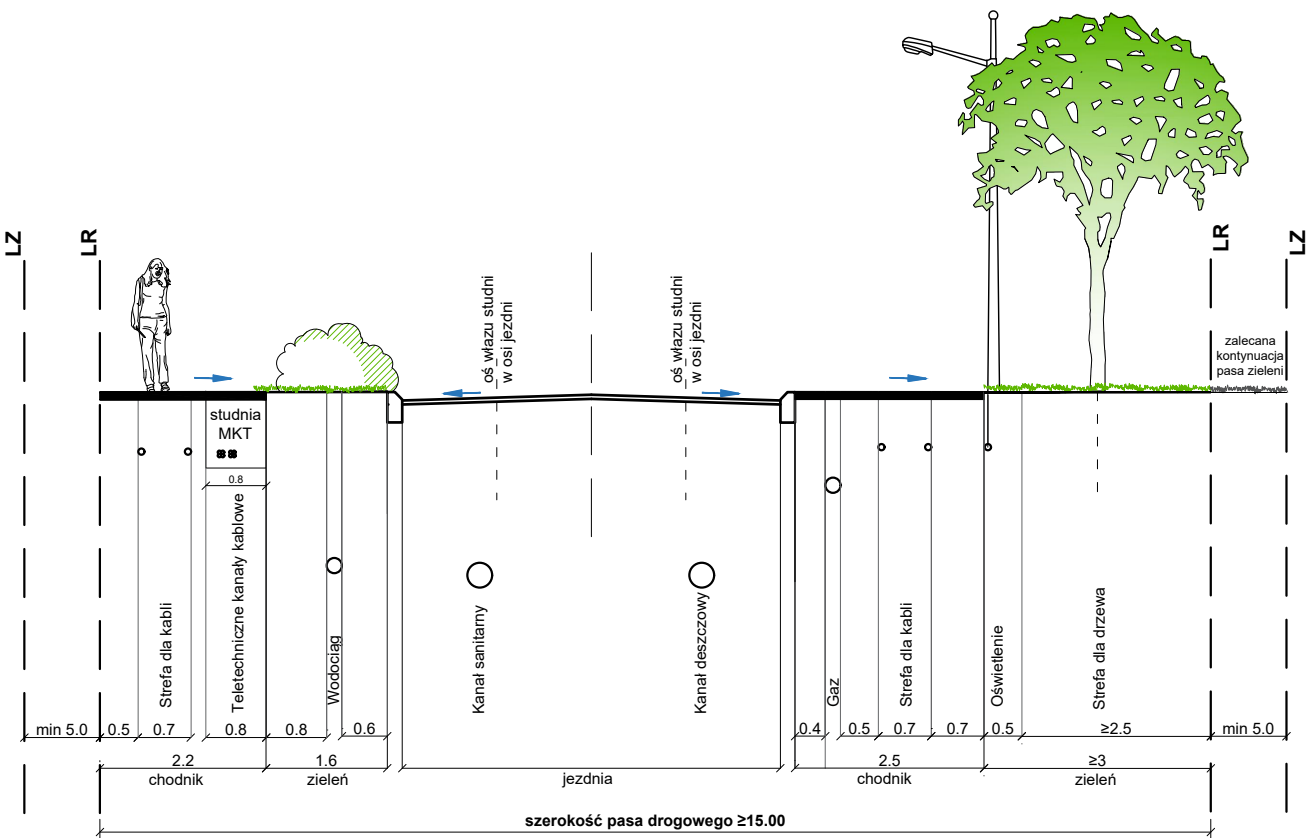 LZ
LR
LR
LZ
oś włazu studni
w osi jezdni
oś włazu studni
w osi jezdni
zalecana
kontynuacja
pasa zieleni
studnia
MKT
0.8
Strefa dla kabli
Teletechniczne kanały kablowe
Wodociąg
Kanał sanitarny
Kanał deszczowy
Gaz
Strefa dla kabli
Oświetlenie
Strefa dla drzewa
min 5.0 0.5 0.7 0.8 0.8 0.6 0.4 0.5 0.7 0.7 0.5 ≥2.5 min 5.0
2.2 1.6 2.5 ≥3
chodnik zieleń jezdnia chodnik zieleń
szerokość pasa drogowego ≥15.00